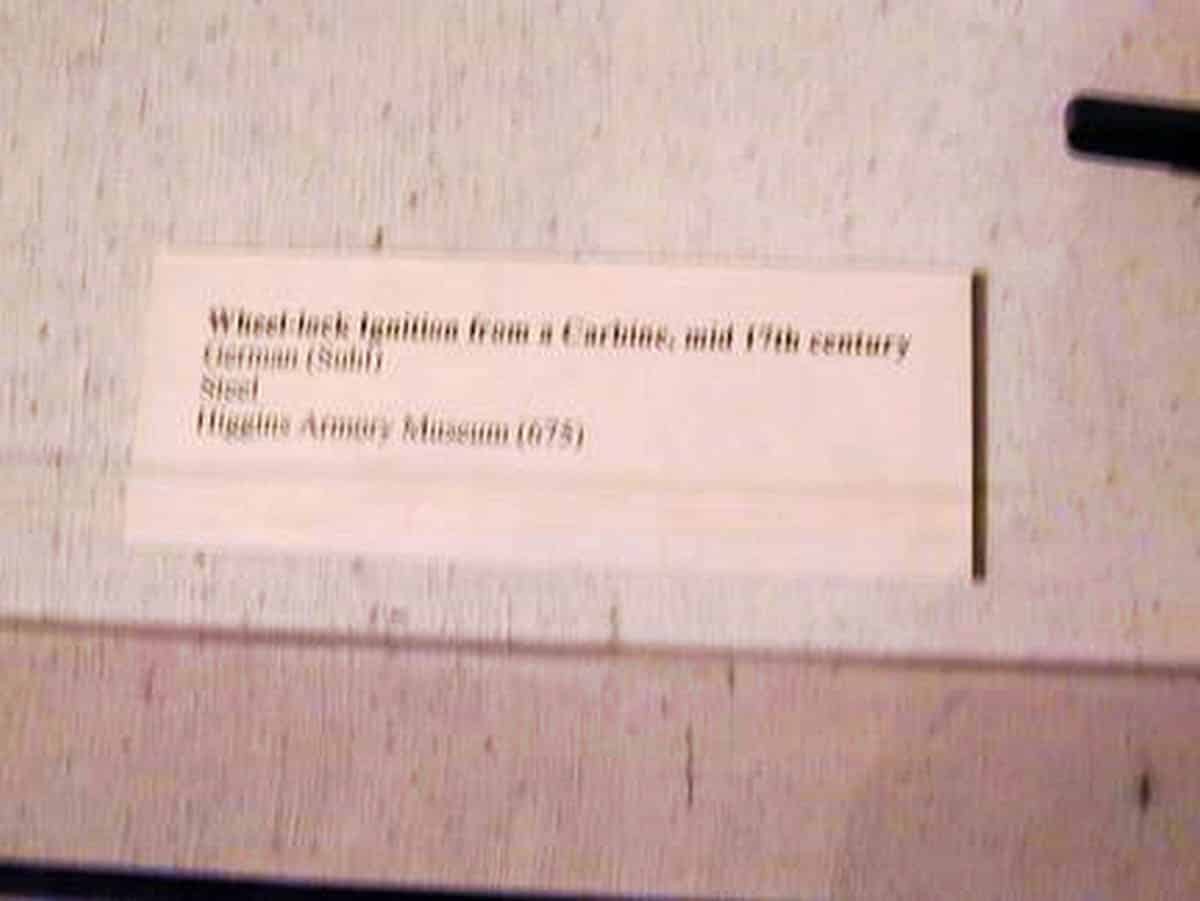 Wheel-lock Ignition from a Carbine, mid 17th century
German (Suhl)
Steel
Higgins Armory Museum (675)